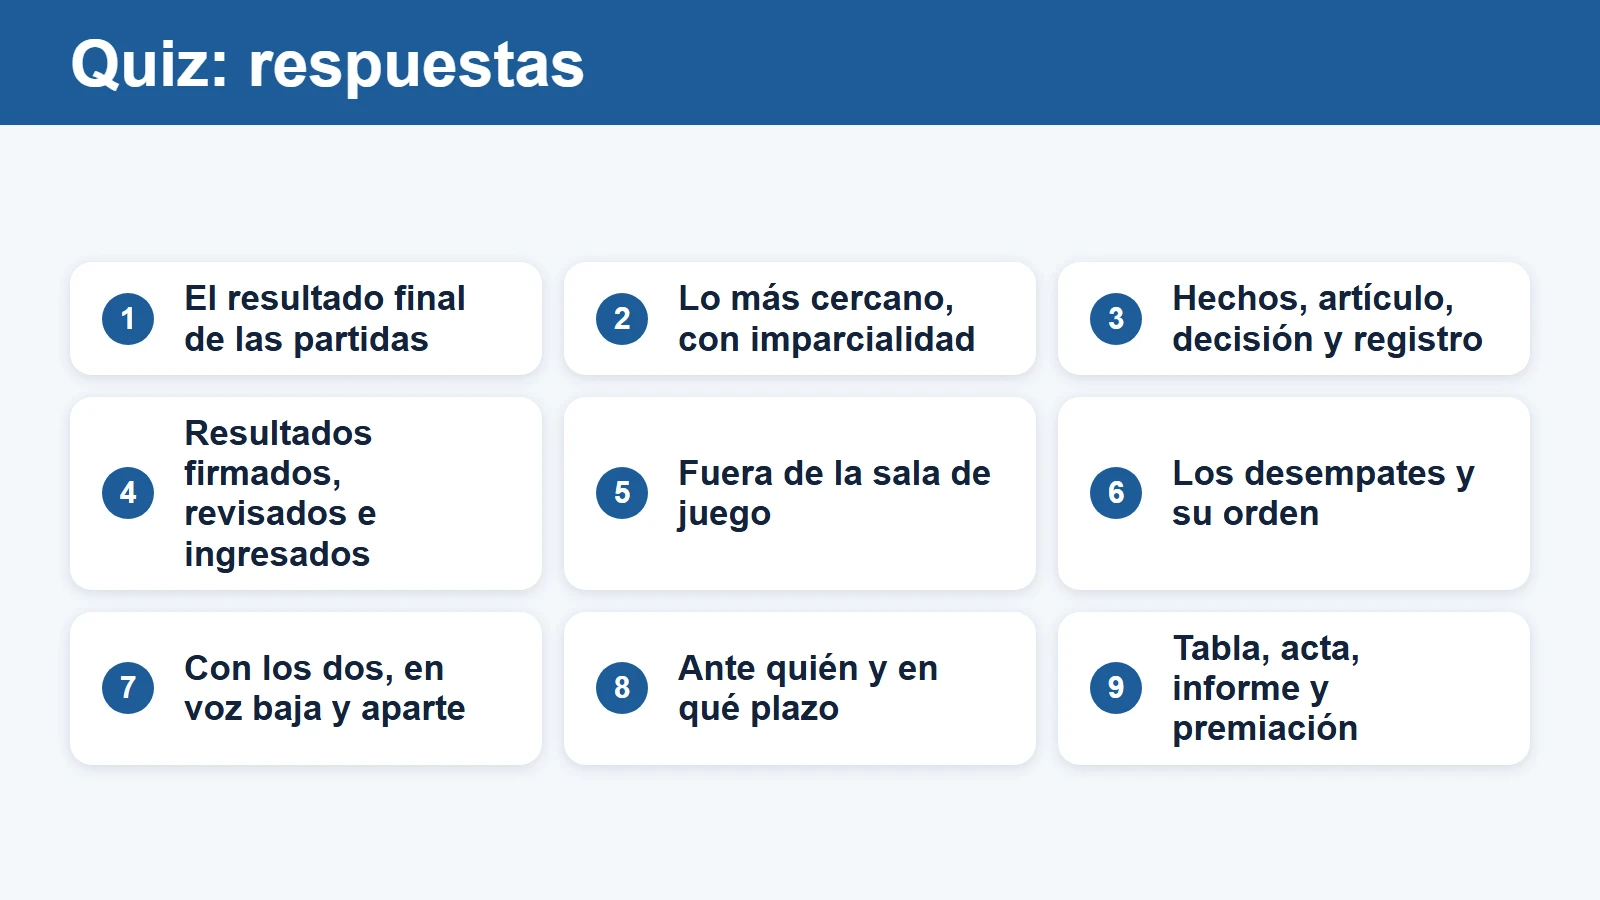 Quiz: respuestas
1
El resultado final
de las partidas
2
Lo más cercano,
con imparcialidad
3
Hechos, artículo,
decisión y registro
4
Resultados
firmados,
revisados e
ingresados
5
Fuera de la sala de
juego
6
Los desempates y
su orden
7
Con los dos, en
voz baja y aparte
8
Ante quién y en
qué plazo
9
Tabla, acta,
informe y
premiación